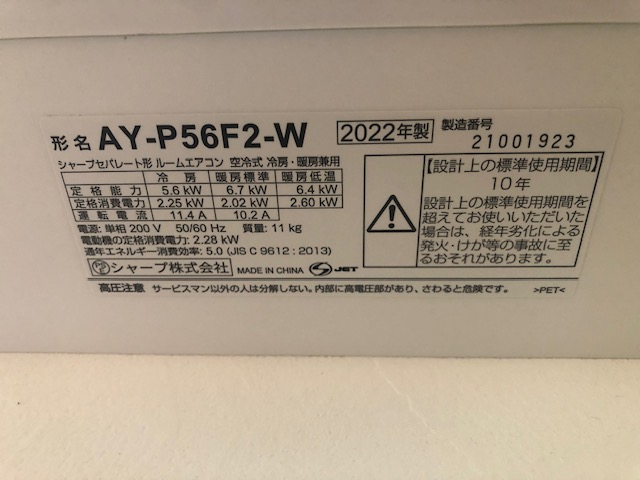 形名 AY-P56F2-W 2022年製 製造番号 21001923
シャープセパレート形 ルームエアコン 空冷式 冷房・暖房兼用
冷房 暖房標準 暖房低温
定格能力 5.6 kW 6.7 kW 6.4 kW
定格消費電力 2.25 kW 2.02 kW 2.60 kW
運転電流 11.4 A 10.2 A
電源: 単相 200 V 50/60 Hz 質量: 11 kg
電動機の定格消費電力: 2.28 kW
通年エネルギー消費効率: 5.0 (JIS C 9612 : 2013)
シャープ株式会社 MADE IN CHINA JET
【設計上の標準使用期間】
10年
設計上の標準使用期間を
超えてお使いいただいた
場合は、経年劣化による
発火・けが等の事故に至
るおそれがあります。
高圧注意 サービスマン以外の人は分解しない。内部に高電圧部があり、さわると危険です。 >PET<